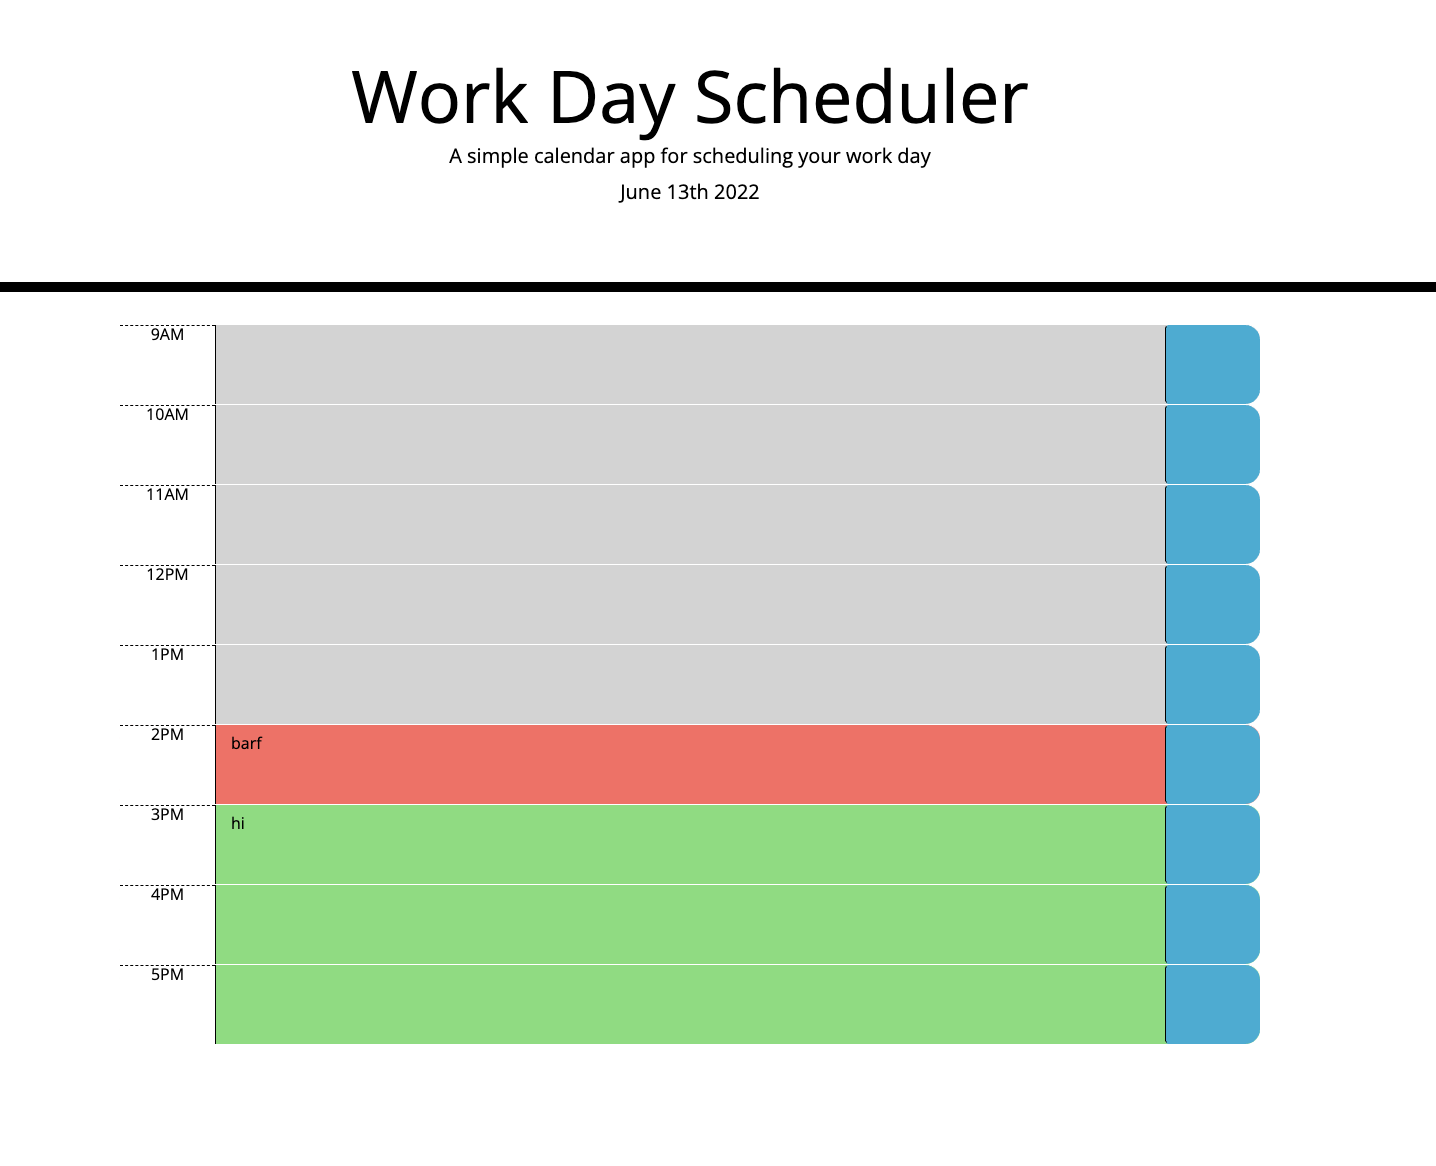 Work Day Scheduler
A simple calendar app for scheduling your work day
June 13th 2022
9AM
10AM
11AM
12PM
1PM
2PM
barf
3PM
hi
4PM
5PM